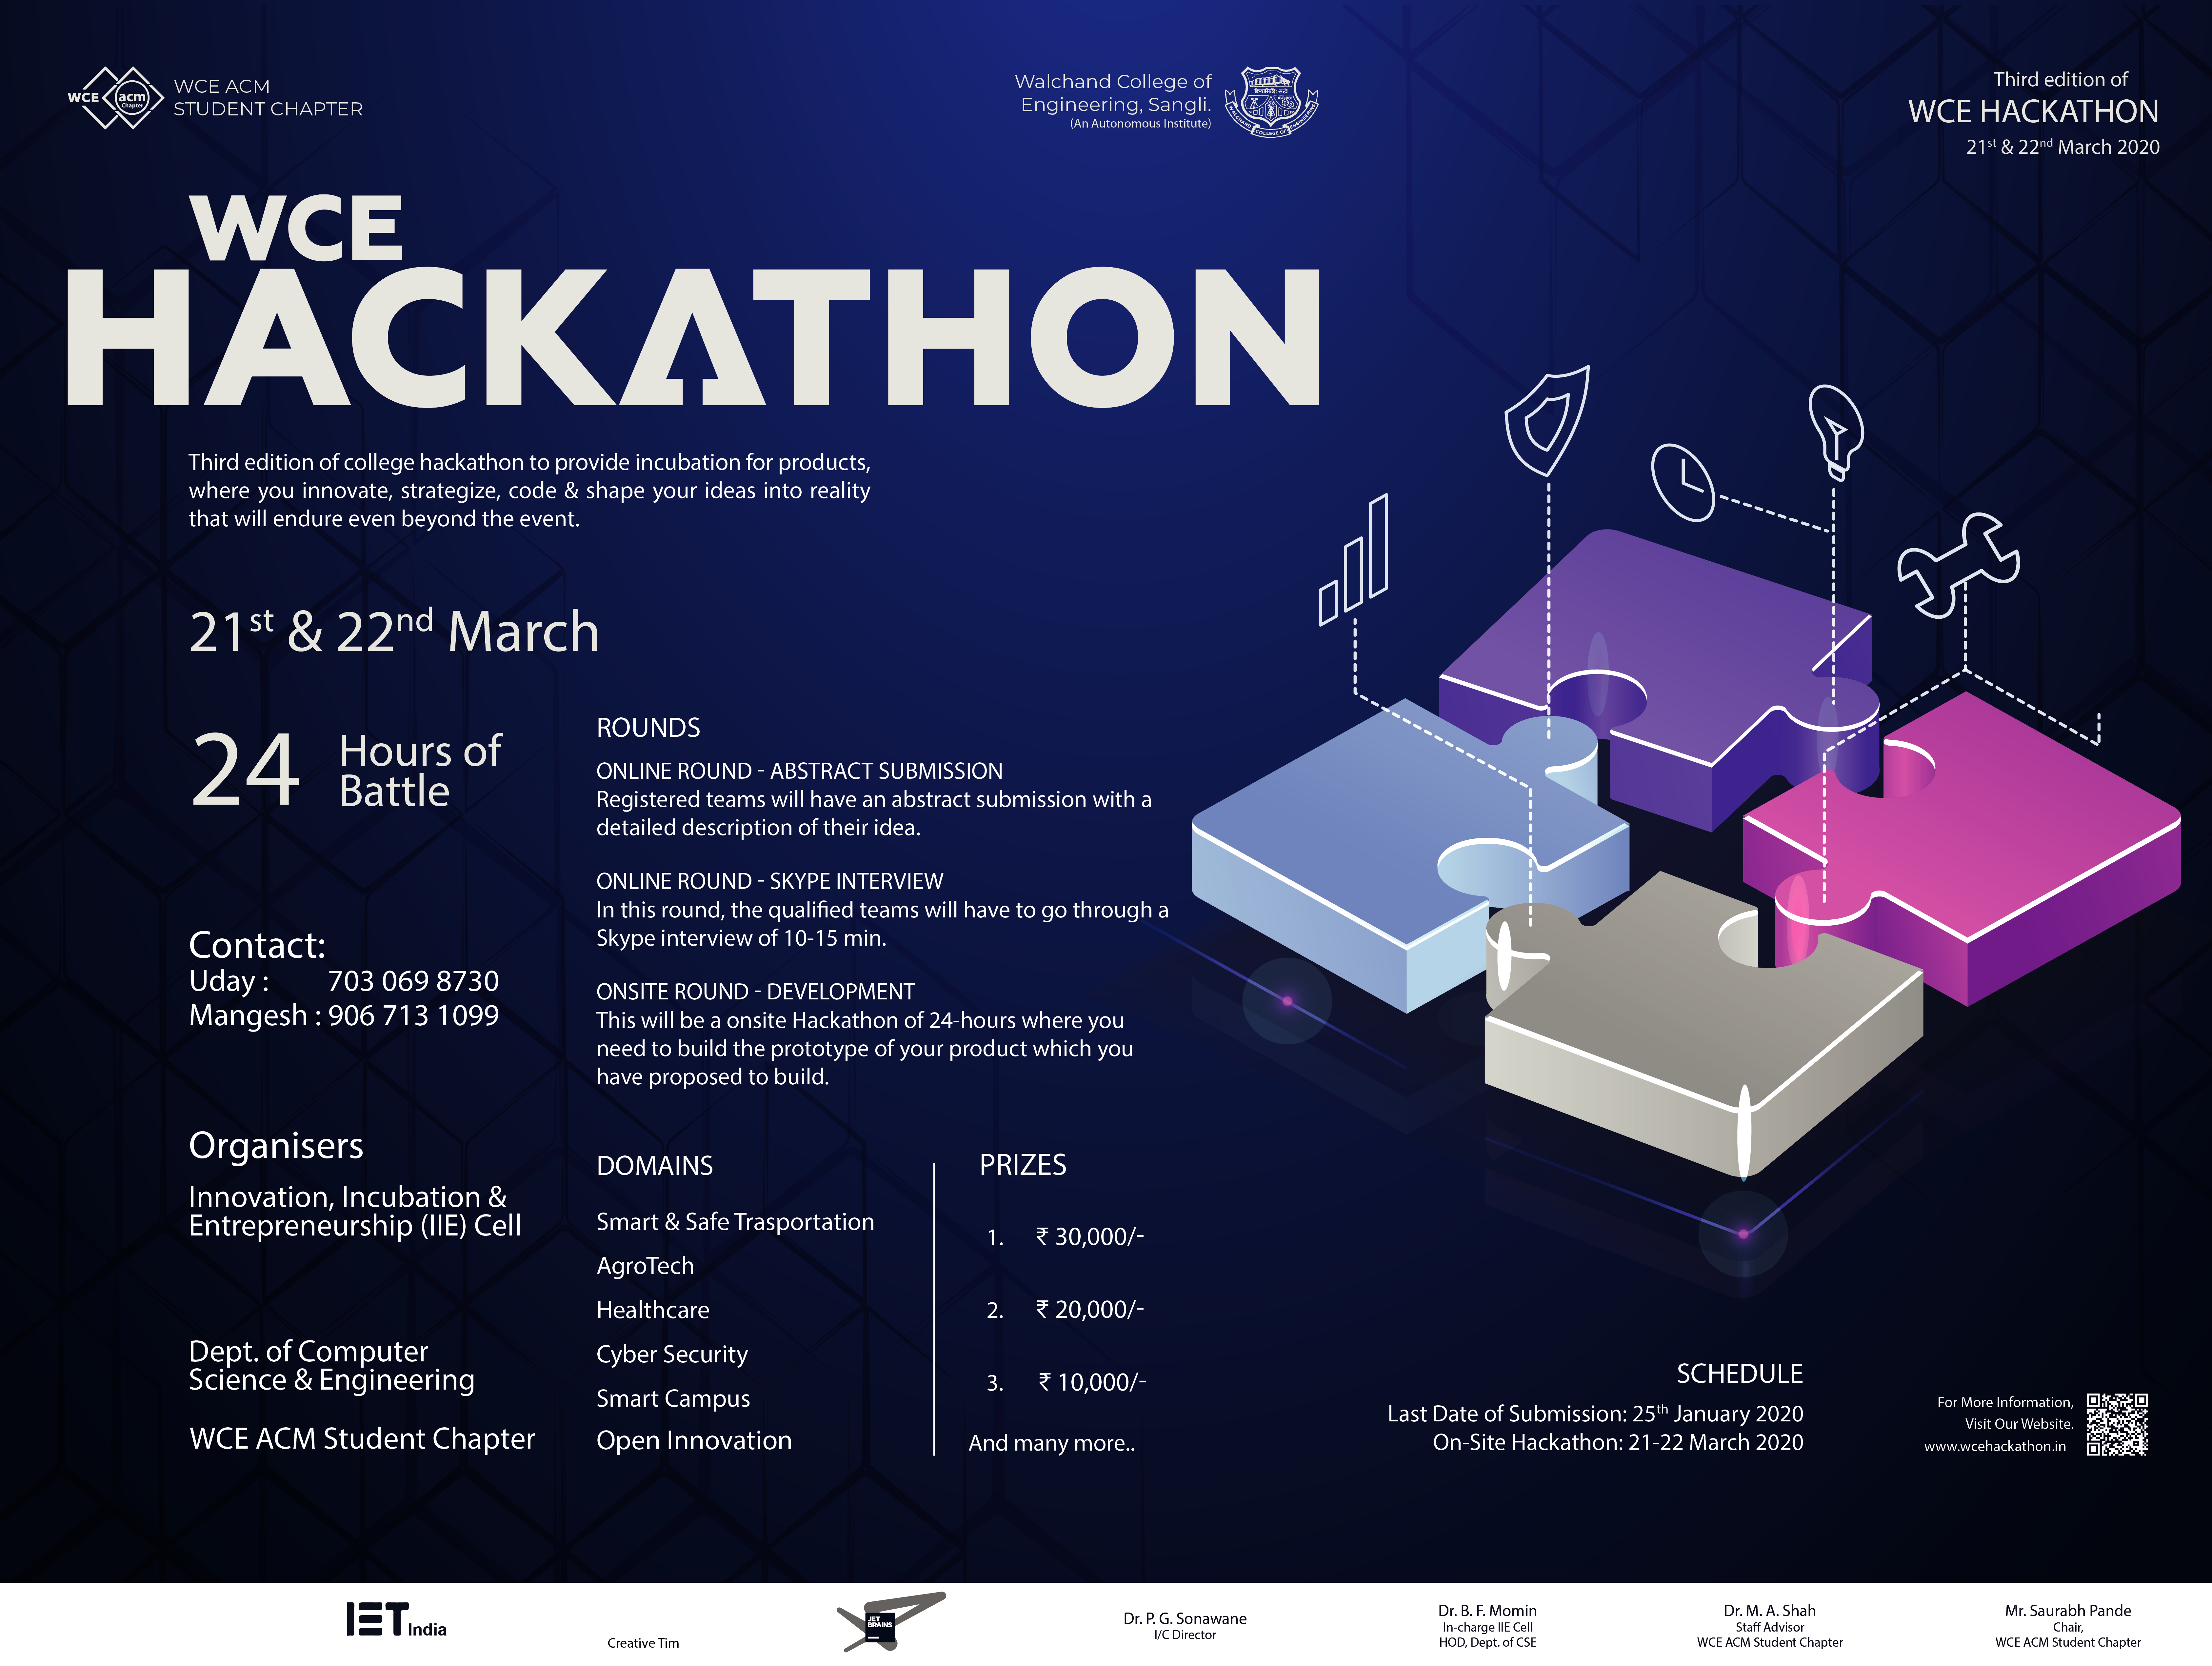 WCE
acm
Chapter
WCE ACM
STUDENT CHAPTER
Walchand College of
Engineering, Sangli.
(An Autonomous Institute)
WALCHAND COLLEGE OF ENGINEERING
Third edition of
WCE HACKATHON
21st & 22nd March 2020
WCE
HACKATHON
Third edition of college hackathon to provide incubation for products,
where you innovate, strategize, code & shape your ideas into reality
that will endure even beyond the event.
21st & 22nd March
24 Hours of
Battle
Contact:
Uday : 703 069 8730
Mangesh : 906 713 1099
Organisers
Innovation, Incubation &
Entrepreneurship (IIE) Cell
Dept. of Computer
Science & Engineering
WCE ACM Student Chapter
ROUNDS
ONLINE ROUND - ABSTRACT SUBMISSION
Registered teams will have an abstract submission with a
detailed description of their idea.
ONLINE ROUND - SKYPE INTERVIEW
In this round, the qualified teams will have to go through a
Skype interview of 10-15 min.
ONSITE ROUND - DEVELOPMENT
This will be a onsite Hackathon of 24-hours where you
need to build the prototype of your product which you
have proposed to build.
DOMAINS
Smart & Safe Trasportation
AgroTech
Healthcare
Cyber Security
Smart Campus
Open Innovation
PRIZES
1. ₹ 30,000/-
2. ₹ 20,000/-
3. ₹ 10,000/-
And many more..
SCHEDULE
Last Date of Submission: 25th January 2020
On-Site Hackathon: 21-22 March 2020
For More Information,
Visit Our Website.
www.wcehackathon.in
IET India
Creative Tim
JET
BRAINS
Dr. P. G. Sonawane
I/C Director
Dr. B. F. Momin
In-charge IIE Cell
HOD, Dept. of CSE
Dr. M. A. Shah
Staff Advisor
WCE ACM Student Chapter
Mr. Saurabh Pande
Chair,
WCE ACM Student Chapter